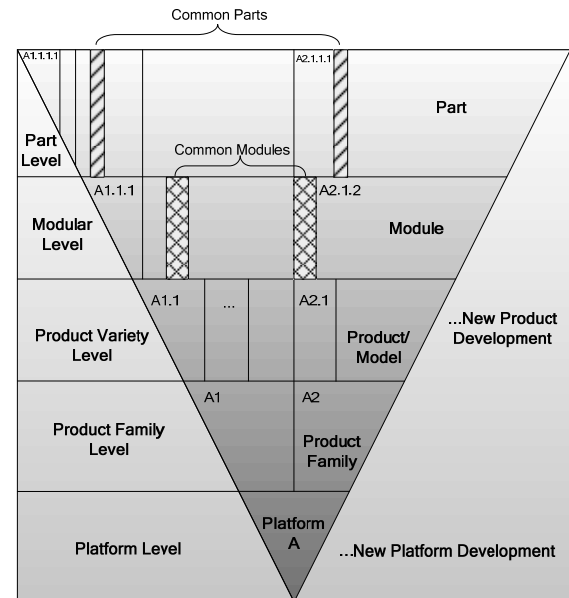 Common Parts
A1.1.1.1
A2.1.1.1
Part
Part
Level
Common Modules
A1.1.1
A2.1.2
Modular
Level
Module
A1.1
...
A2.1
Product Variety
Level
Product/
Model
...New Product
Development
A1
A2
Product Family
Level
Product
Family
Platform
A
Platform Level
...New Platform Development